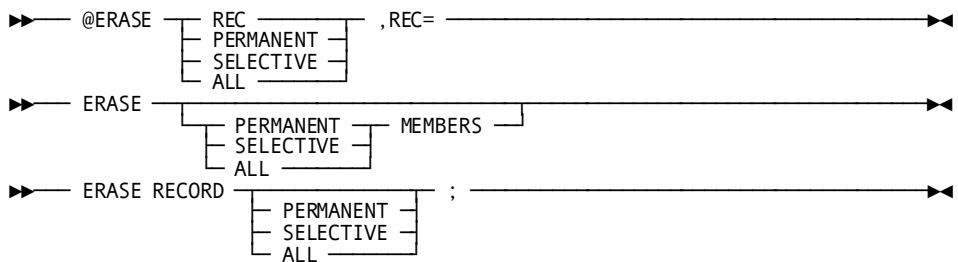 @ERASE REC ,REC=
PERMANENT
SELECTIVE
ALL
ERASE
PERMANENT MEMBERS
SELECTIVE
ALL
ERASE RECORD ;
PERMANENT
SELECTIVE
ALL